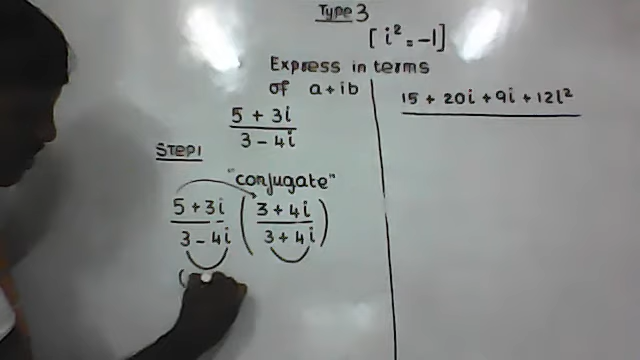 Type 3
[ i² = -1]
Express in terms
of a+ib
5 + 3i
3 - 4i
STEP1
"conjugate"
5 + 3i ( 3 + 4i )
3 - 4i ( 3 + 4i )
(
15 + 20i + 9i + 12i²